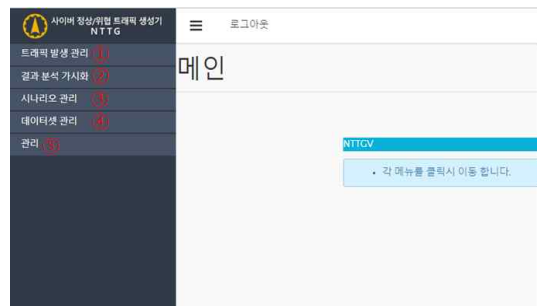 사이버 정상/위협 트래픽 생성기
NTTG
로그아웃
트래픽 발생 관리 ①
결과 분석 가시화 ②
시나리오 관리 ③
데이터셋 관리 ④
관리 ⑤
메인
NTTGV
• 각 메뉴를 클릭시 이동 합니다.